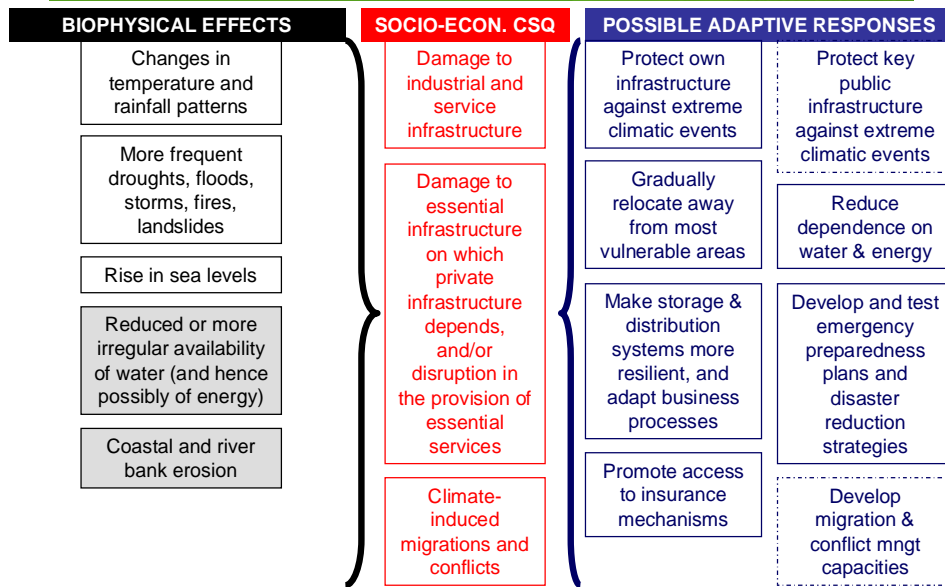 BIOPHYSICAL EFFECTS
Changes in
temperature and
rainfall patterns
More frequent
droughts, floods,
storms, fires,
landslides
Rise in sea levels
Reduced or more
irregular availability
of water (and hence
possibly of energy)
Coastal and river
bank erosion
SOCIO-ECON. CSQ
Damage to
industrial and
service
infrastructure
Damage to
essential
infrastructure
on which
private
infrastructure
depends,
and/or
disruption in
the provision of
essential
services
Climate-
induced
migrations and
conflicts
POSSIBLE ADAPTIVE RESPONSES
Protect own
infrastructure
against extreme
climatic events
Gradually
relocate away
from most
vulnerable areas
Make storage &
distribution
systems more
resilient, and
adapt business
processes
Promote access
to insurance
mechanisms
Protect key
public
infrastructure
against extreme
climatic events
Reduce
dependence on
water & energy
Develop and test
emergency
preparedness
plans and
disaster
reduction
strategies
Develop
migration &
conflict mngt
capacities